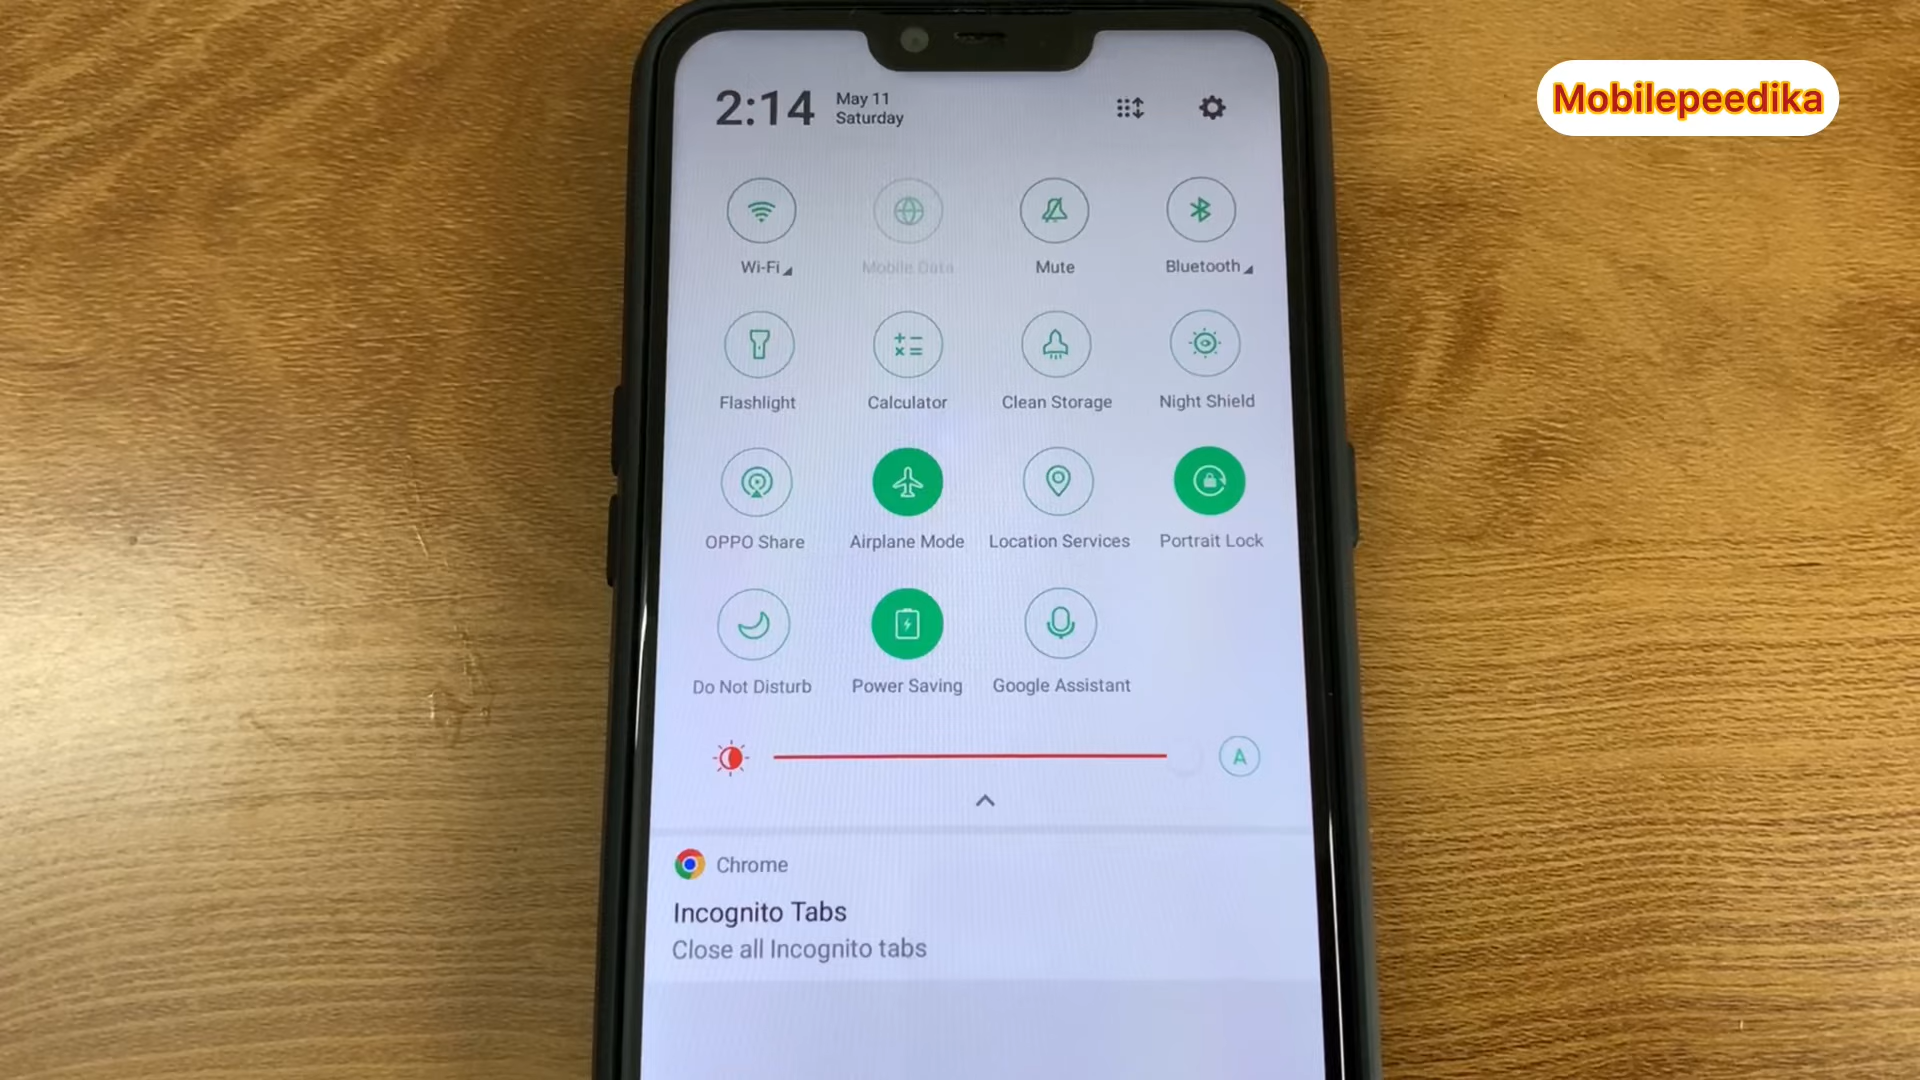 Mobilepeedika
2:14
May 11
Saturday
Wi-Fi
Mobile Data
Mute
Bluetooth
Flashlight
Calculator
Clean Storage
Night Shield
OPPO Share
Airplane Mode
Location Services
Portrait Lock
Do Not Disturb
Power Saving
Google Assistant
A
Chrome
Incognito Tabs
Close all Incognito tabs